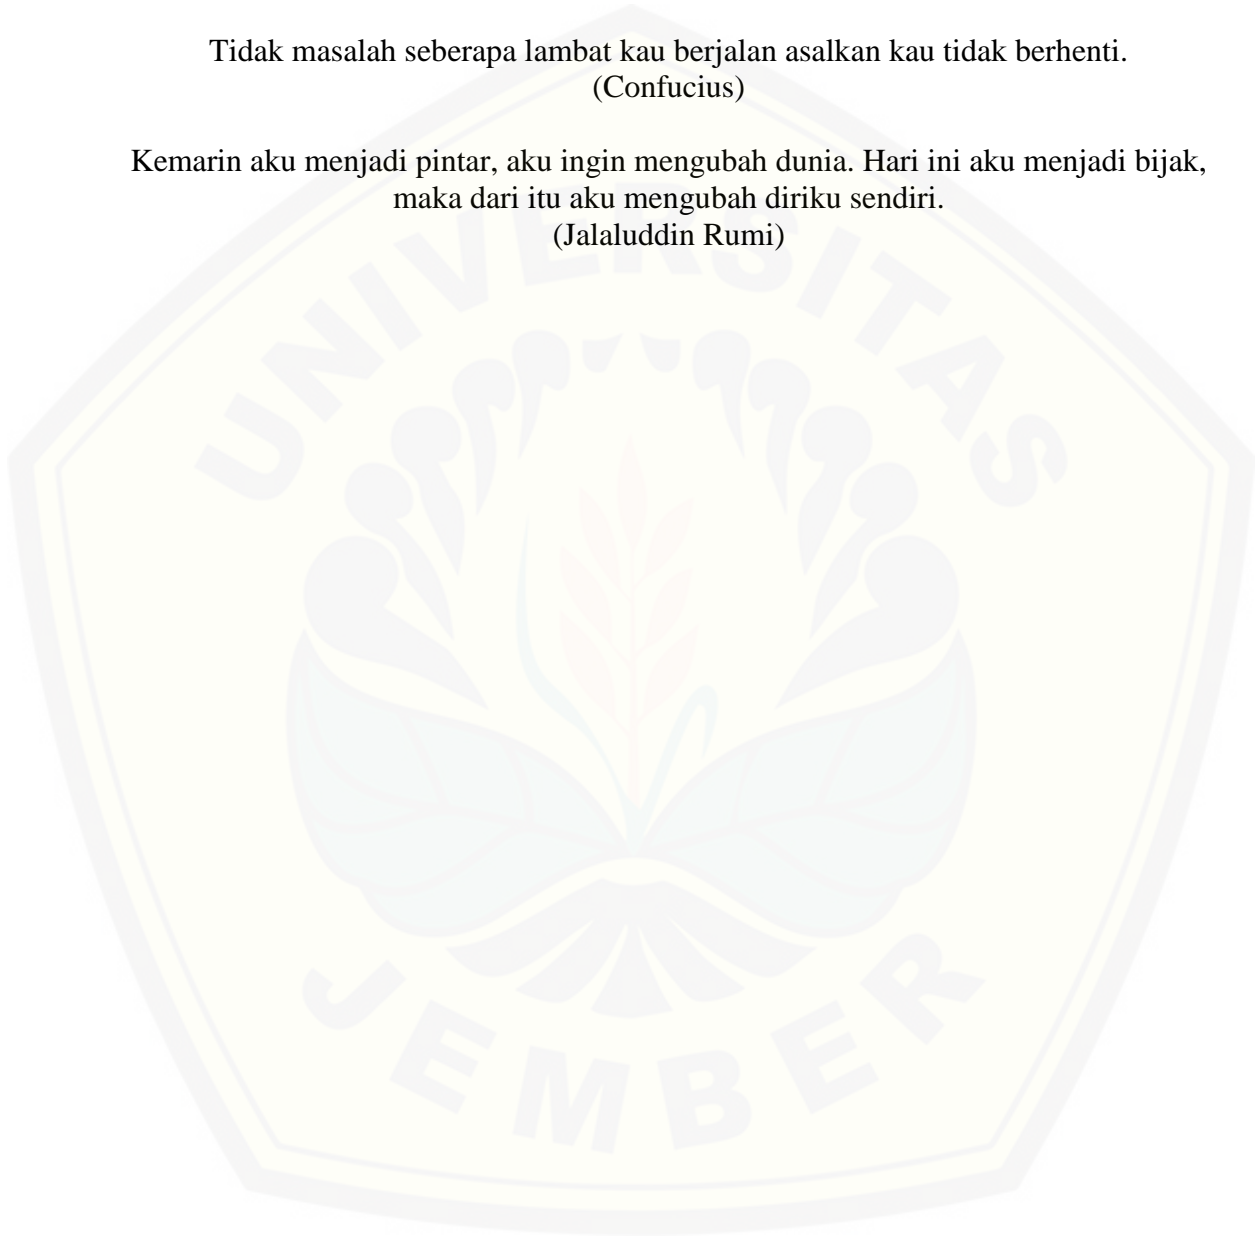 Tidak masalah seberapa lambat kau berjalan asalkan kau tidak berhenti.
(Confucius)
Kemarin aku menjadi pintar, aku ingin mengubah dunia. Hari ini aku menjadi bijak,
maka dari itu aku mengubah diriku sendiri.
(Jalaluddin Rumi)
UNIVERSITAS
JEMBER